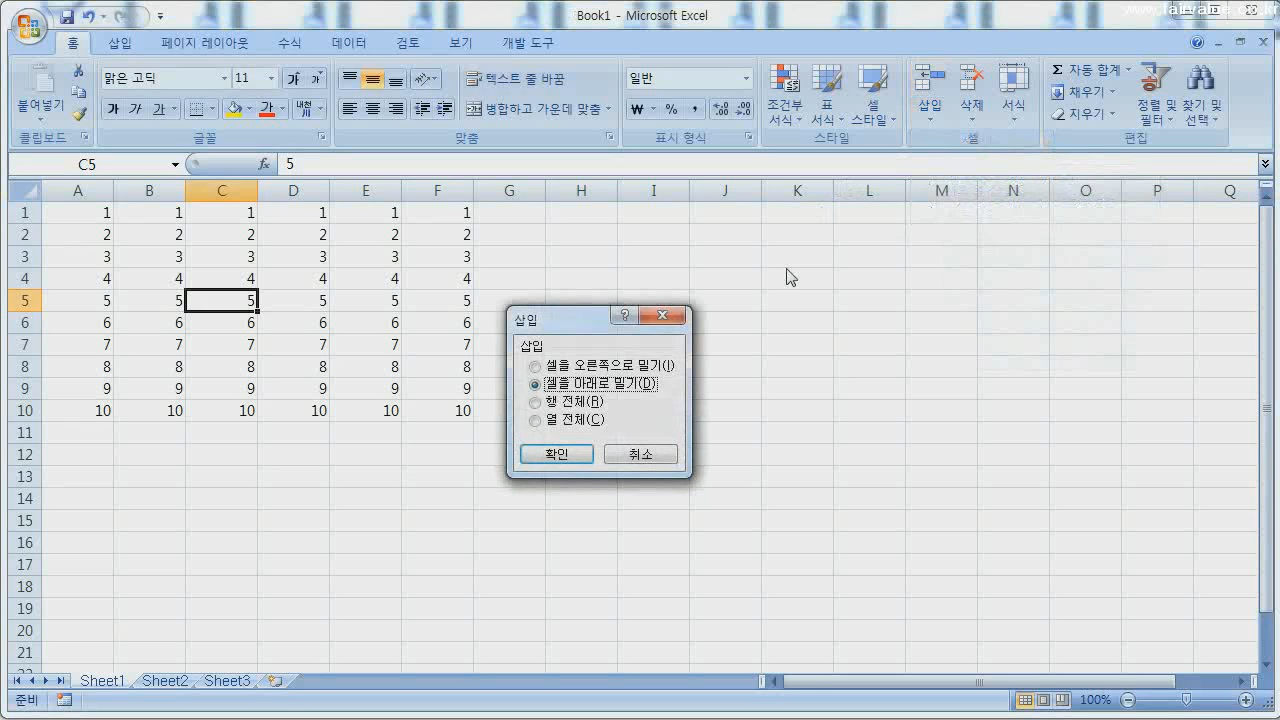 Book1 - Microsoft Excel
홈 삽입 페이지 레이아웃 수식 데이터 검토 보기 개발 도구
붙여넣기
맑은 고딕 11
가 가 가 가 가 가 내천
텍스트 줄 바꿈
병합하고 가운데 맞춤
일반
₩ % ,
조건부 서식
표 서식
셀 스타일
삽입 삭제 서식
Σ 자동 합계
채우기
지우기
정렬 및 필터
찾기 및 선택
클립보드 글꼴 맞춤 표시 형식 스타일 셀 편집
C5 fx 5
A B C D E F G H I J K L M N O P Q
1 1 1 1 1 1 1
2 2 2 2 2 2 2
3 3 3 3 3 3 3
4 4 4 4 4 4 4
5 5 5 5 5 5 5
6 6 6 6 6 6 6
7 7 7 7 7 7 7
8 8 8 8 8 8 8
9 9 9 9 9 9 9
10 10 10 10 10 10 10
11
12
13
14
15
16
17
18
19
20
21
삽입
삽입
셀을 오른쪽으로 밀기(I)
셀을 아래로 밀기(D)
행 전체(R)
열 전체(C)
확인 취소
Sheet1 Sheet2 Sheet3
준비 100%